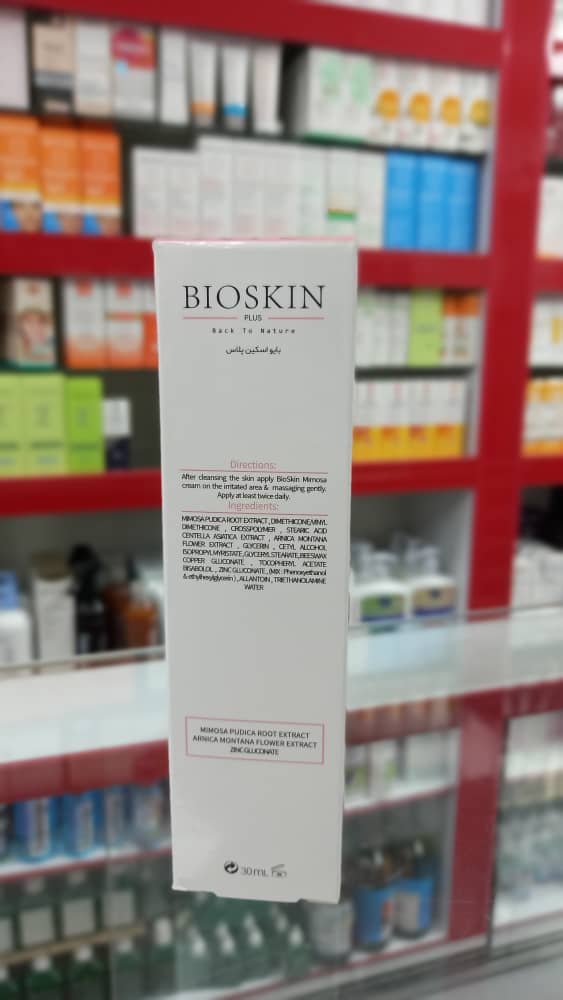 BIOSKIN
PLUS
Back To Nature
بایو اسکین پلاس
Directions:
After cleansing the skin apply BioSkin Mimosa
cream on the irritated area & massaging gently.
Apply at least twice daily.
Ingredients:
MIMOSA PUDICA ROOT EXTRACT , DIMETHICONE/VINYL
DIMETHICONE , CROSSPOLYMER , STEARIC ACID
CENTELLA ASIATICA EXTRACT , ARNICA MONTANA
FLOWER EXTRACT , GLYCERIN , CETYL ALCOHOL
ISOPROPYL MYRISTATE, GLYCERYL STEARATE, BEESWAX
COPPER GLUCONATE , TOCOPHERYL ACETATE
BISABOLOL , ZINC GLUCONATE , (MIX : Phenoxyethanol
& ethylhexylglycerin ) , ALLANTOIN , TRIETHANOLAMINE
WATER
MIMOSA PUDICA ROOT EXTRACT
ARNICA MONTANA FLOWER EXTRACT
ZINC GLUCONATE
30 mL